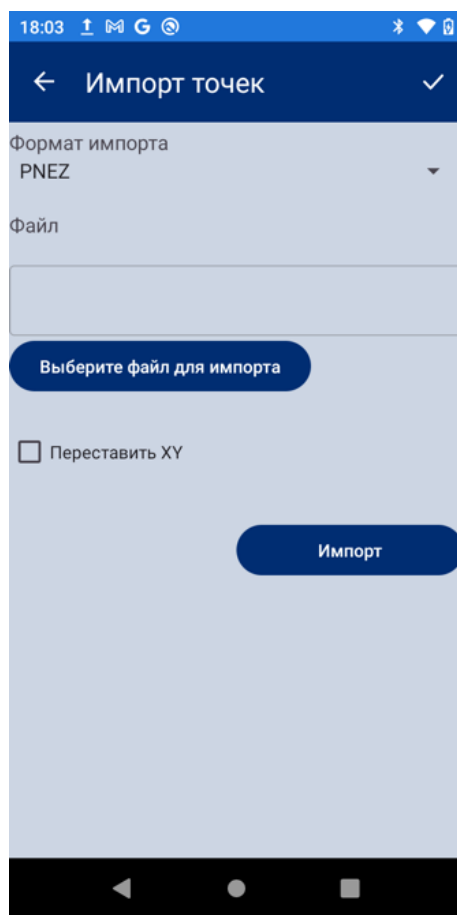 18:03
Импорт точек
Формат импорта
PNEZ
Файл
Выберите файл для импорта
Переставить XY
Импорт